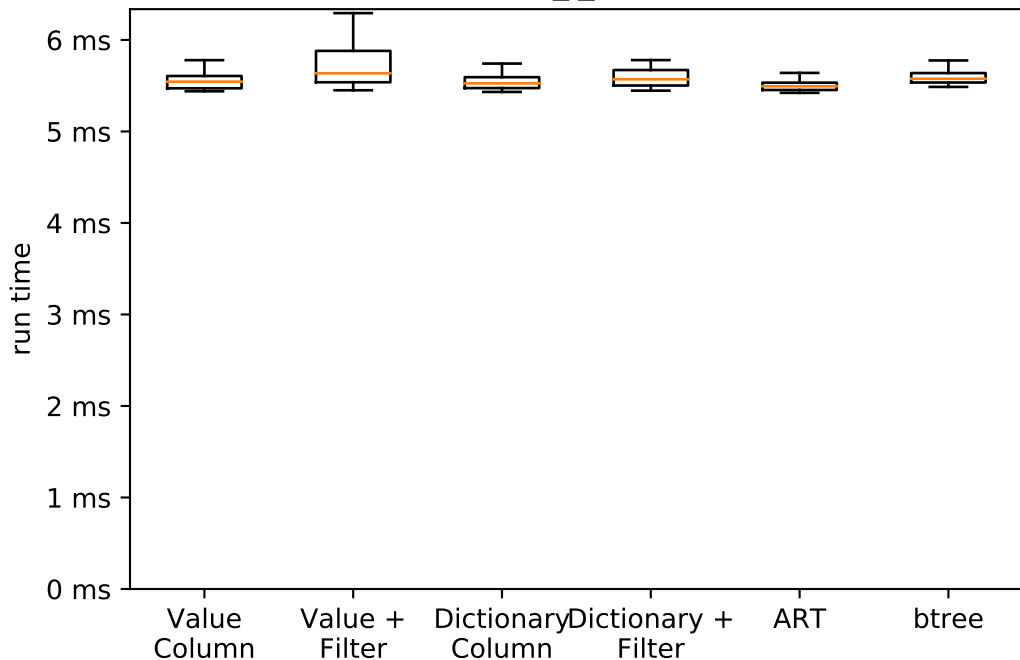 6 ms
5 ms
4 ms
3 ms
2 ms
1 ms
0 ms
run time
Value
Column
Value +
Filter
Dictionary
Column
Dictionary +
Filter
ART
btree